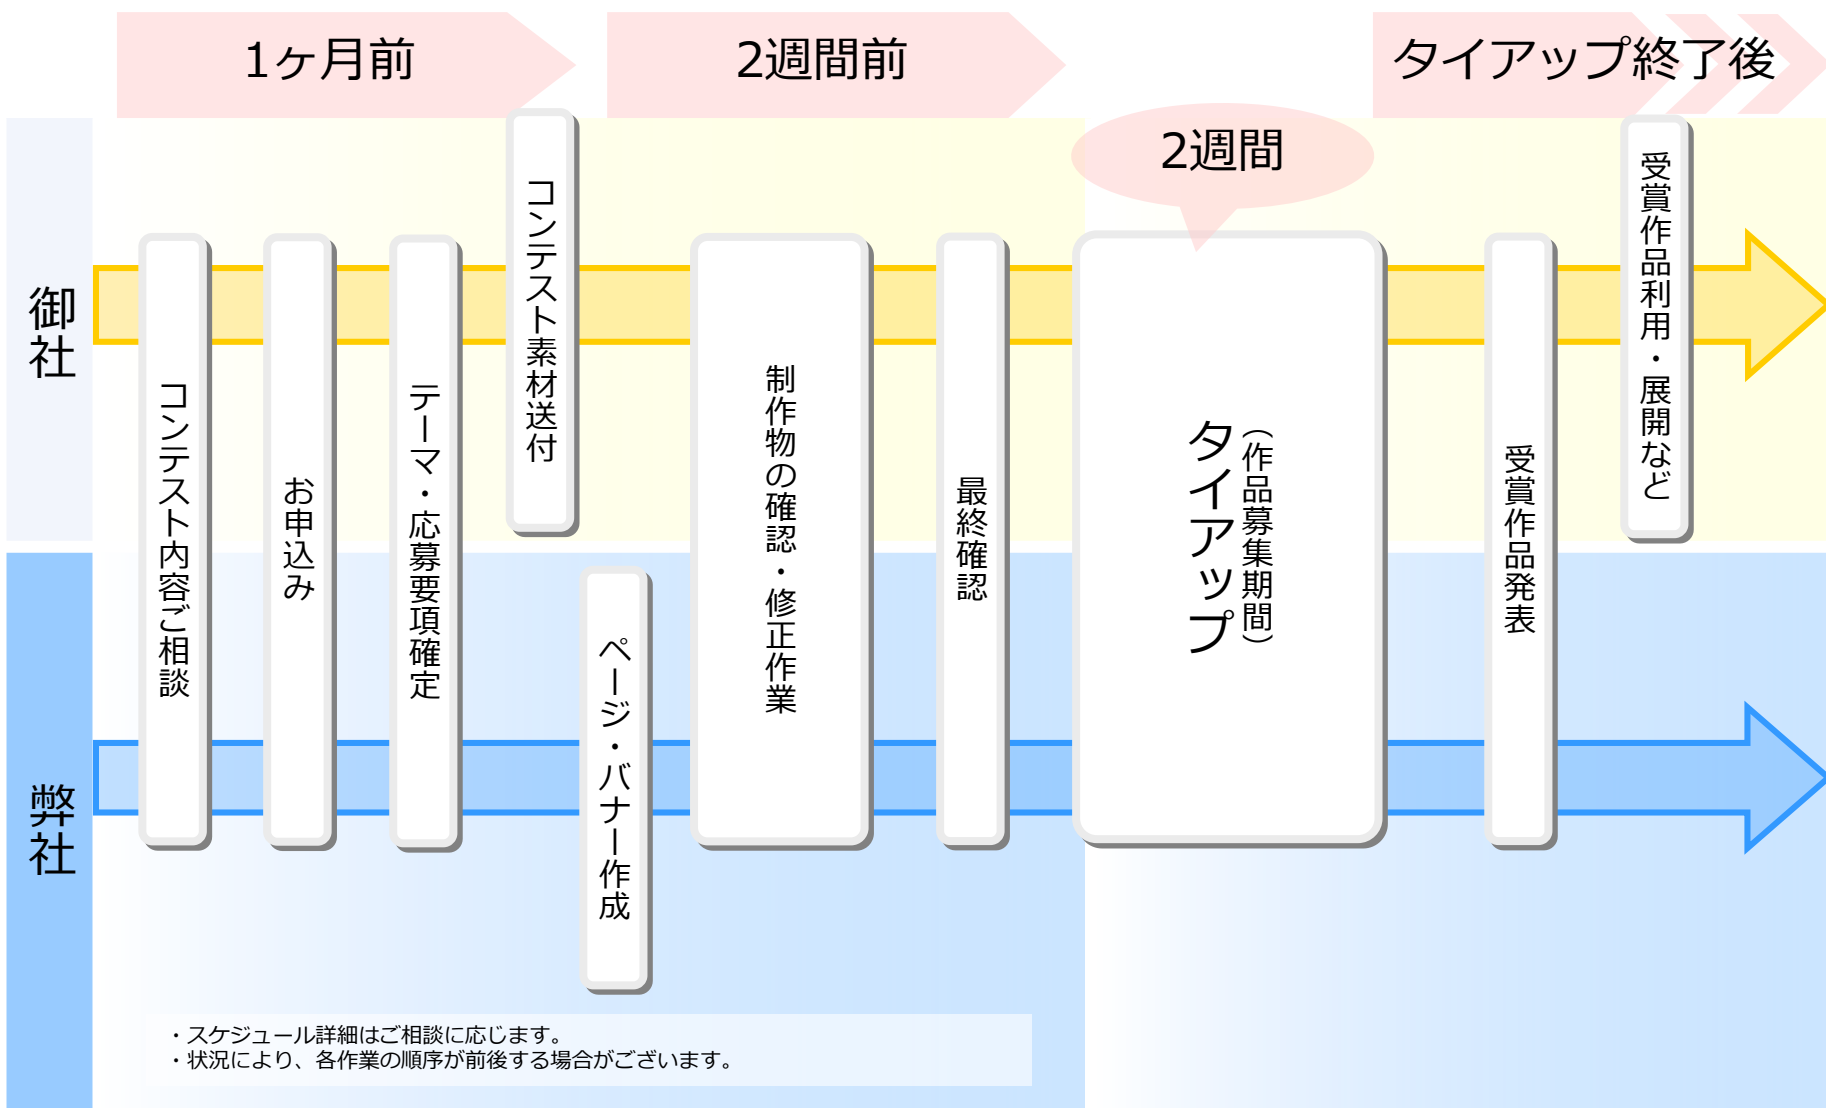 1ヶ月前
2週間前
タイアップ終了後
2週間
御社
弊社
コンテスト内容ご相談
お申込み
テーマ・応募要項確定
コンテスト素材送付
ページ・バナー作成
制作物の確認・修正作業
最終確認
（作品募集期間）
タイアップ
受賞作品発表
受賞作品利用・展開など
・スケジュール詳細はご相談に応じます。
・状況により、各作業の順序が前後する場合がございます。